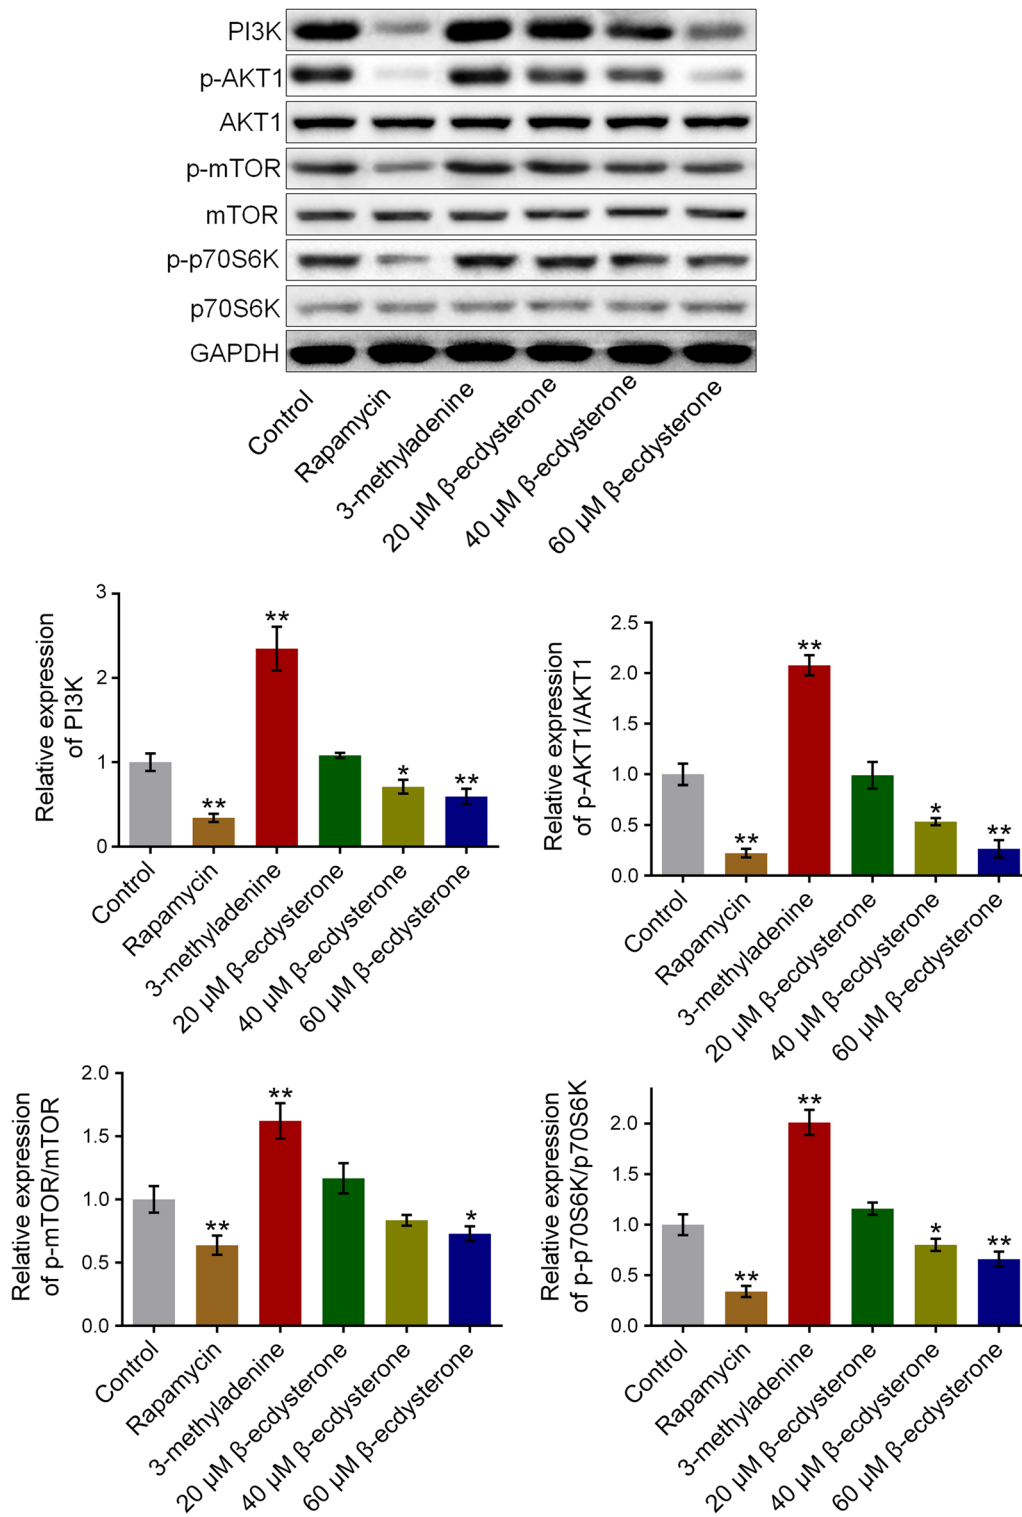 PI3K
p-AKT1
AKT1
p-mTOR
mTOR
p-p70S6K
p70S6K
GAPDH
Control
Rapamycin
3-methyladenine
20 µM β-ecdysterone
40 µM β-ecdysterone
60 µM β-ecdysterone
Relative expression
of PI3K
3
2
1
0
**
**
*
**
Control
Rapamycin
3-methyladenine
20 µM β-ecdysterone
40 µM β-ecdysterone
60 µM β-ecdysterone
Relative expression
of p-AKT1/AKT1
2.5
2.0
1.5
1.0
0.5
0.0
**
**
*
**
Control
Rapamycin
3-methyladenine
20 µM β-ecdysterone
40 µM β-ecdysterone
60 µM β-ecdysterone
Relative expression
of p-mTOR/mTOR
2.0
1.5
1.0
0.5
0.0
**
**
*
Control
Rapamycin
3-methyladenine
20 µM β-ecdysterone
40 µM β-ecdysterone
60 µM β-ecdysterone
Relative expression
of p-p70S6K/p70S6K
2.0
1.5
1.0
0.5
0.0
**
**
*
**
Control
Rapamycin
3-methyladenine
20 µM β-ecdysterone
40 µM β-ecdysterone
60 µM β-ecdysterone